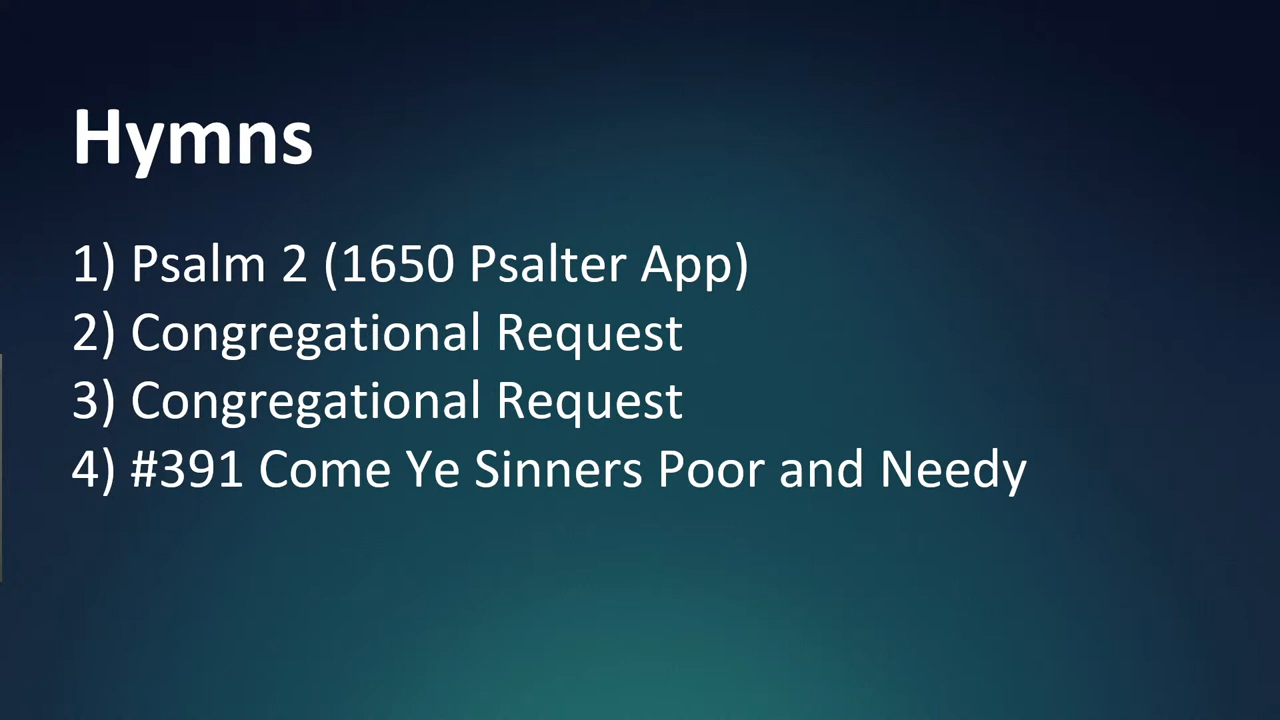 Hymns
1) Psalm 2 (1650 Psalter App)
2) Congregational Request
3) Congregational Request
4) #391 Come Ye Sinners Poor and Needy